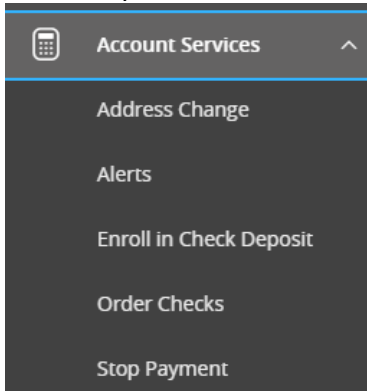 Account Services
Address Change
Alerts
Enroll in Check Deposit
Order Checks
Stop Payment